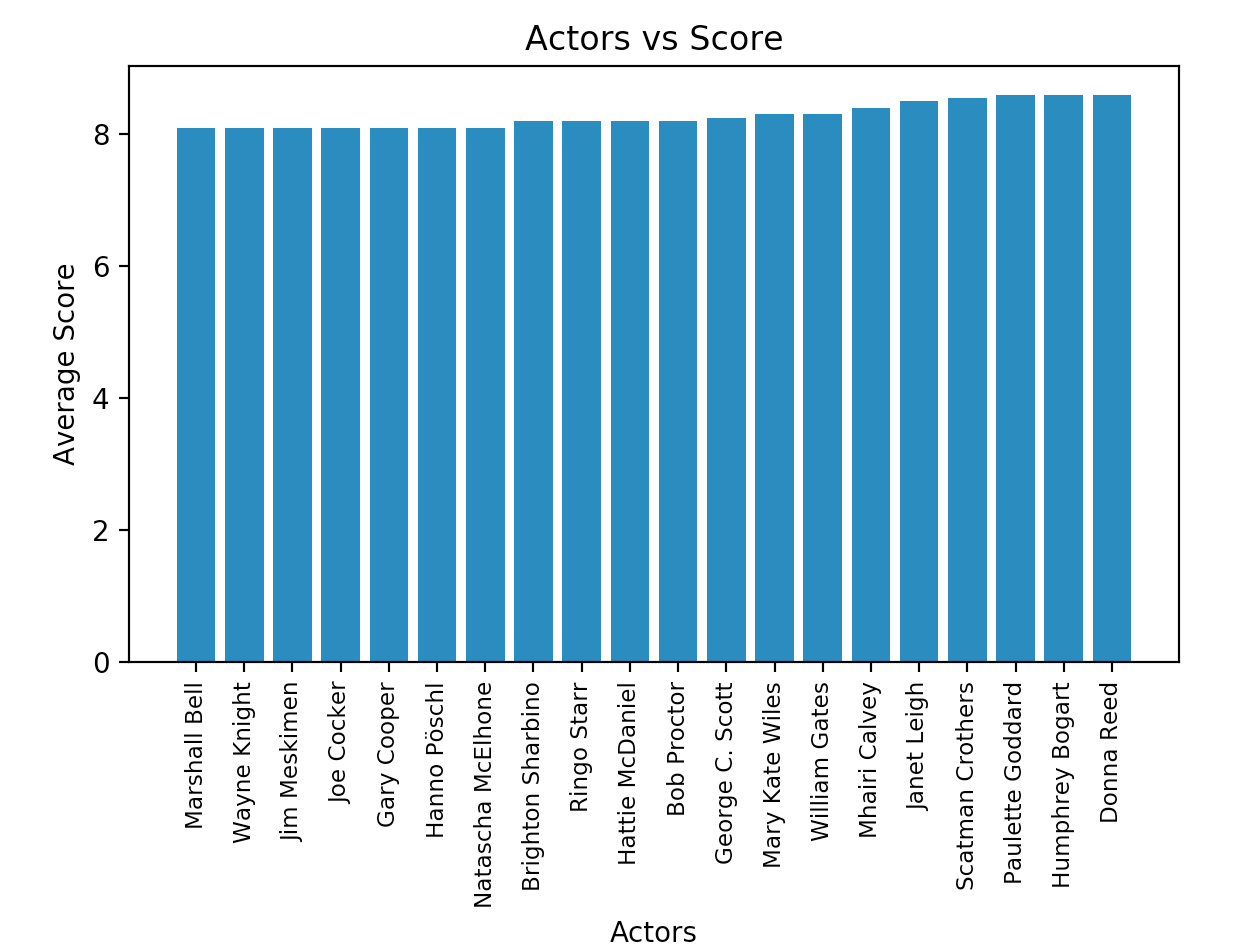 Actors vs Score
Average Score
8
6
4
2
0
Marshall Bell
Wayne Knight
Jim Meskimen
Joe Cocker
Gary Cooper
Hanno Pöschl
Natascha McElhone
Brighton Sharbino
Ringo Starr
Hattie McDaniel
Bob Proctor
George C. Scott
Mary Kate Wiles
William Gates
Mhairi Calvey
Janet Leigh
Scatman Crothers
Paulette Goddard
Humphrey Bogart
Donna Reed
Actors